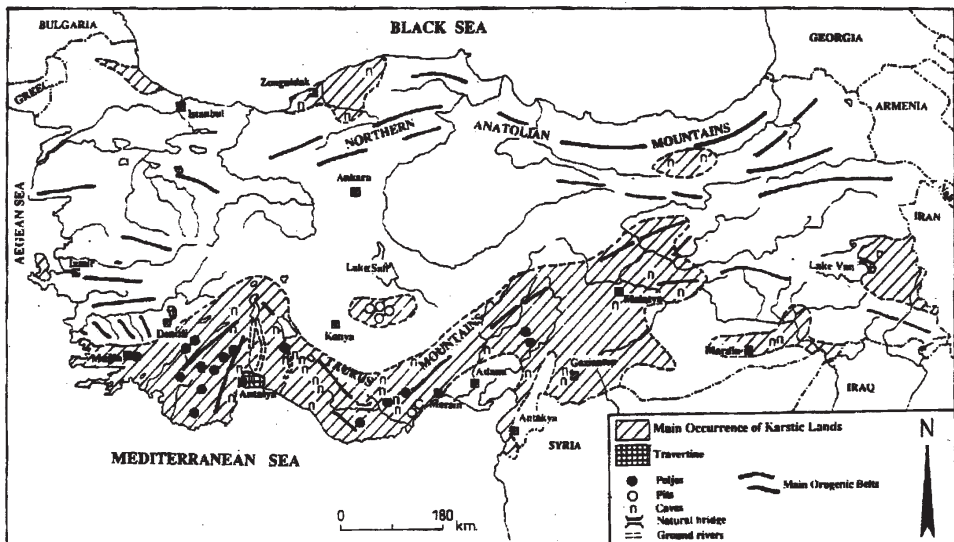 BULGARIA
BLACK SEA
GEORGIA
GREE
Zonguldak
Istanbul
ARMENIA
NORTHERN
ANATOLIAN
MOUNTAINS
Ankara
AEGEAN SEA
IRAN
Izmir
Lake Salt
Lake Van
Malatya
Denizli
Konya
TAURUS
MOUNTAINS
Mardin
Mugla
Adana
Gaziantep
Antalya
Mersin
IRAQ
Antakya
SYRIA
MEDITERRANEAN SEA
0 180
km.
Main Occurrence of Karstic Lands
Travertine
Poljes
Pits
Caves
Natural bridge
Ground rivers
Main Orogenic Belts
N